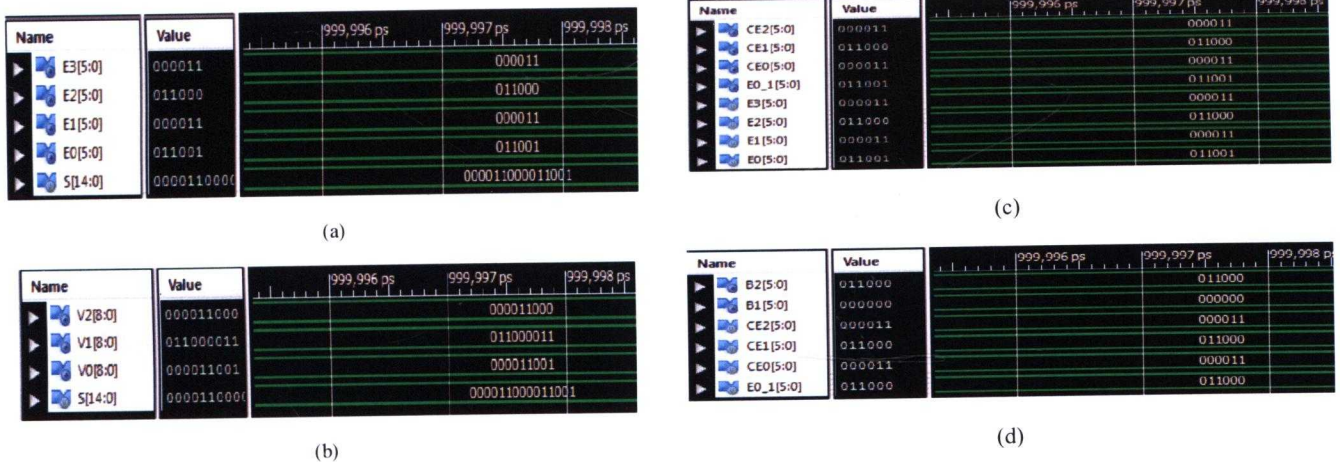 Name Value 999,996 ps 999,997 ps 999,998 ps
E3[5:0] 000011 000011
E2[5:0] 011000 011000
E1[5:0] 000011 000011
E0[5:0] 011001 011001
S[14:0] 0000110000 000011000011001
(a)
Name Value 999,996 ps 999,997 ps 999,998 ps
V2[8:0] 000011000 000011000
V1[8:0] 011000011 011000011
V0[8:0] 000011001 000011001
S[14:0] 0000110000 000011000011001
(b)
Name Value 999,996 ps 999,997 ps 999,998 ps
CE2[5:0] 000011 000011
CE1[5:0] 011000 011000
CE0[5:0] 000011 000011
E0_1[5:0] 011001 011001
E3[5:0] 000011 000011
E2[5:0] 011000 011000
E1[5:0] 000011 000011
E0[5:0] 011001 011001
(c)
Name Value 999,996 ps 999,997 ps 999,998 ps
B2[5:0] 011000 011000
B1[5:0] 000000 000000
CE2[5:0] 000011 000011
CE1[5:0] 011000 011000
CE0[5:0] 000011 000011
E0_1[5:0] 011000 011000
(d)